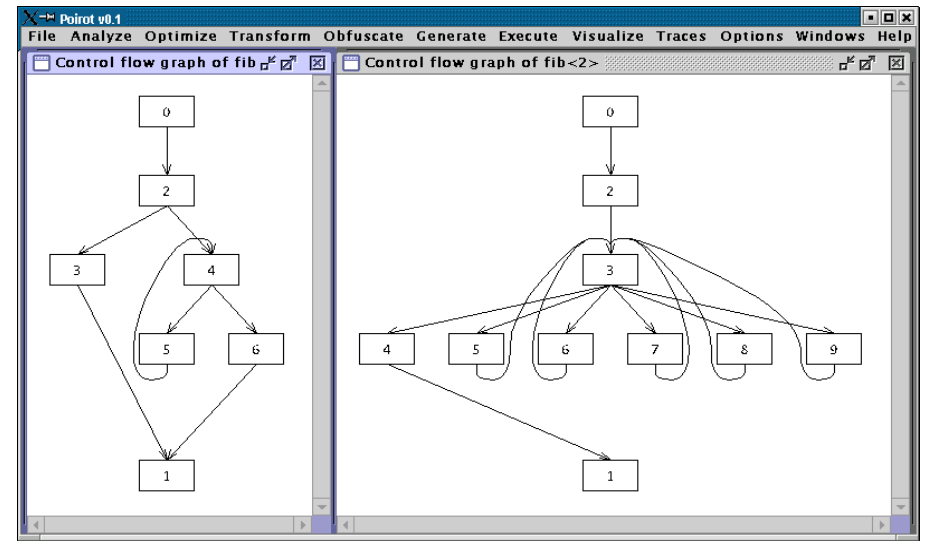 Poirot v0.1
File Analyze Optimize Transform Obfuscate Generate Execute Visualize Traces Options Windows Help
Control flow graph of fib
0
2
3 4
5 6
1
Control flow graph of fib<2>
0
2
3
4 5 6 7 8 9
1